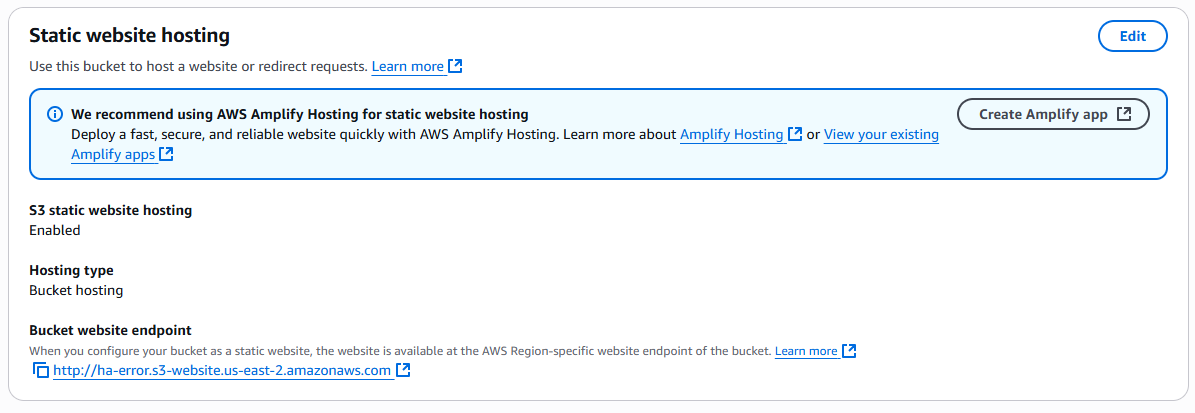 Static website hosting
Edit
Use this bucket to host a website or redirect requests. Learn more
We recommend using AWS Amplify Hosting for static website hosting
Create Amplify app
Deploy a fast, secure, and reliable website quickly with AWS Amplify Hosting. Learn more about Amplify Hosting or View your existing
Amplify apps
S3 static website hosting
Enabled
Hosting type
Bucket hosting
Bucket website endpoint
When you configure your bucket as a static website, the website is available at the AWS Region-specific website endpoint of the bucket. Learn more
http://ha-error.s3-website.us-east-2.amazonaws.com